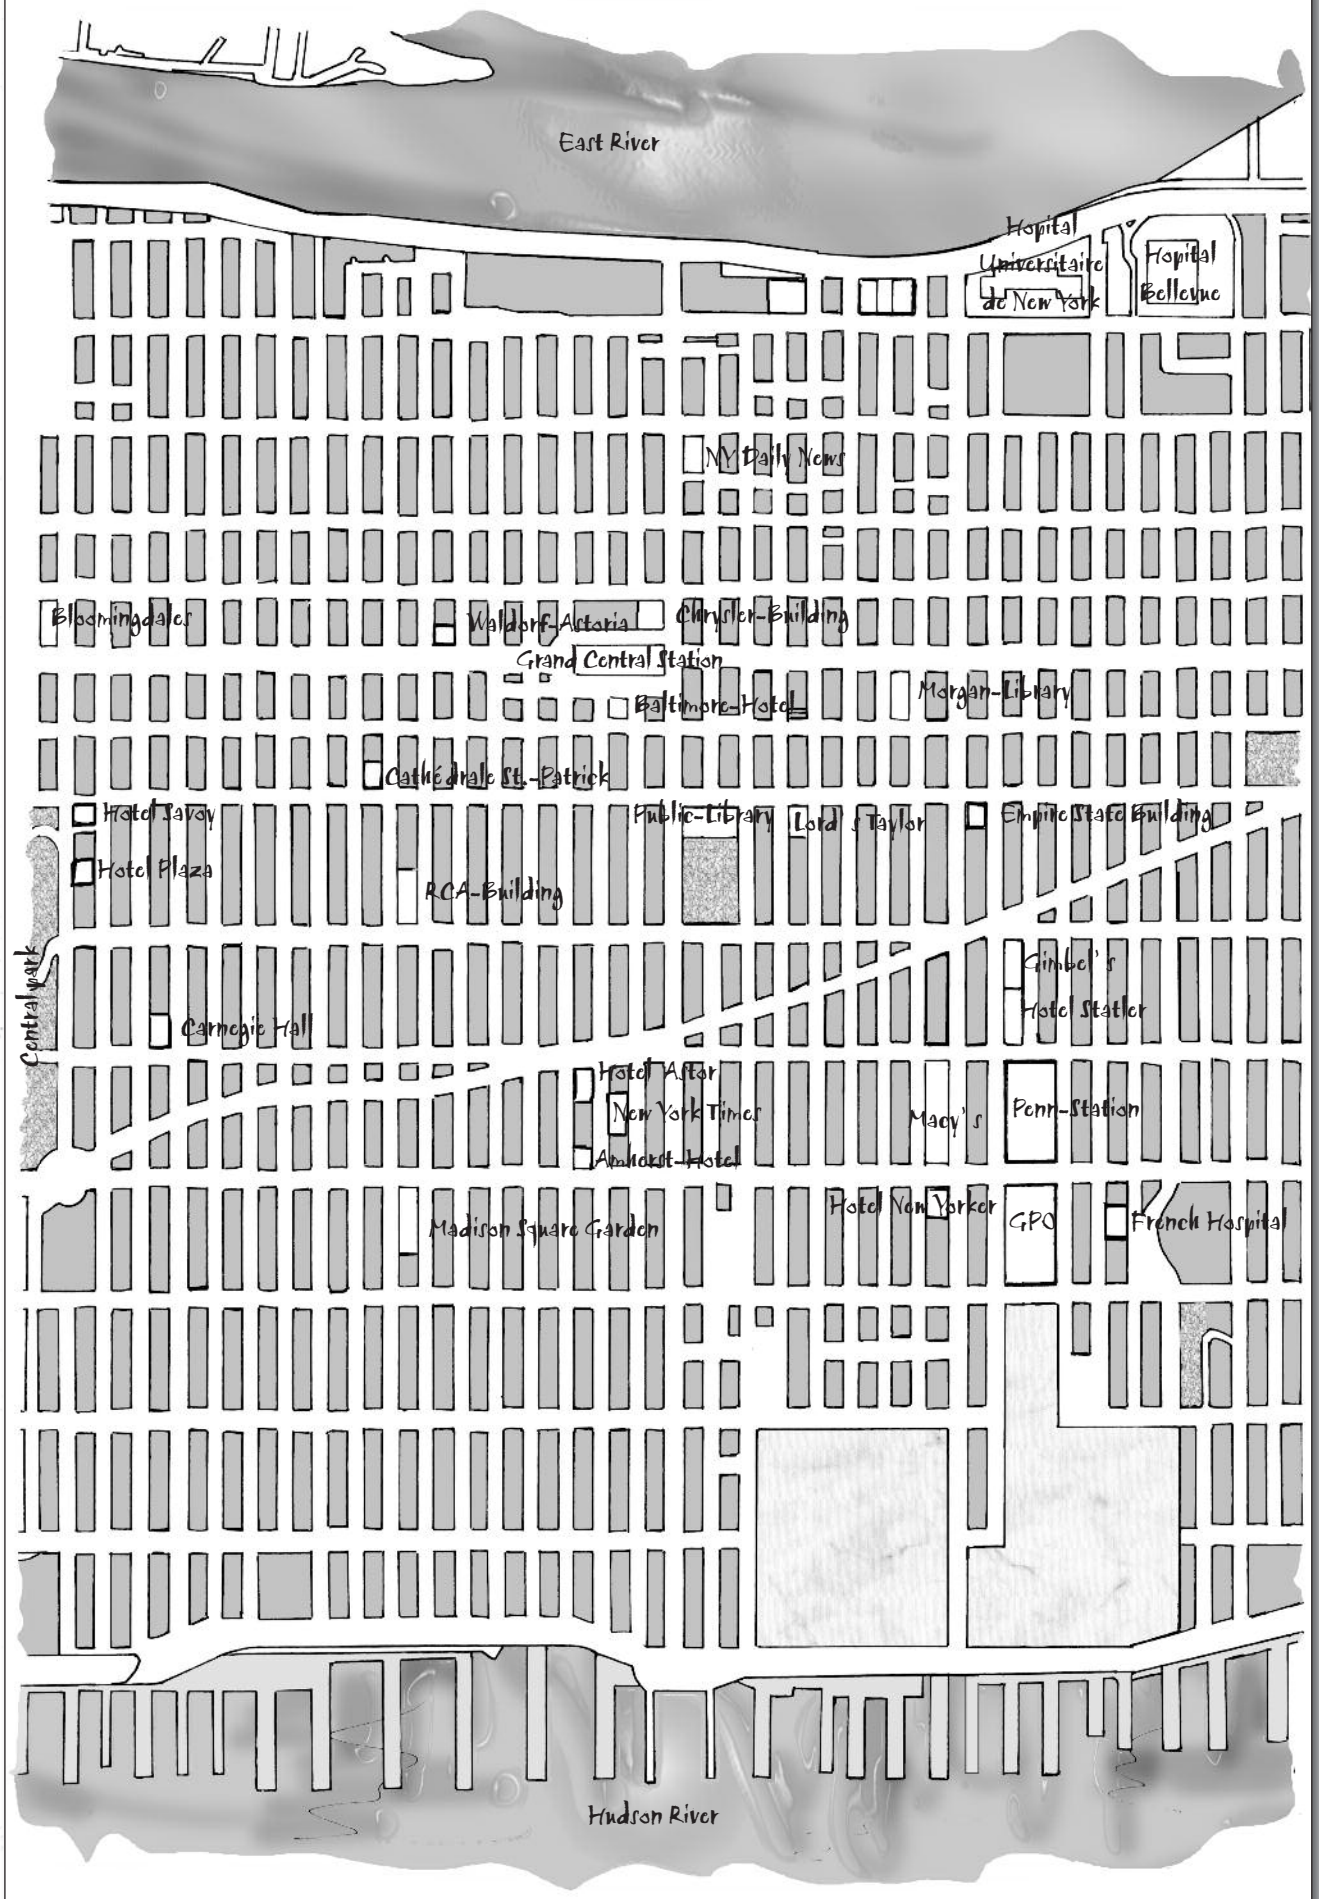 East River
Hopital
Universitaire
de New York
Hopital
Bellevue
NY Daily News
Bloomingdales
Waldorf-Astoria
Chrysler-Building
Grand Central Station
Morgan-Library
Baltimore-Hotel
Cathédrale St.-Patrick
Hotel Savoy
Public-Library
Lord's Taylor
Empire State Building
Hotel Plaza
RCA-Building
Central park
Gimbel's
Hotel Statler
Carnegie Hall
Hotel Astor
New York Times
Macy's
Penn-Station
Amherst-Hotel
Hotel New Yorker
GPO
French Hospital
Madison Square Garden
Hudson River